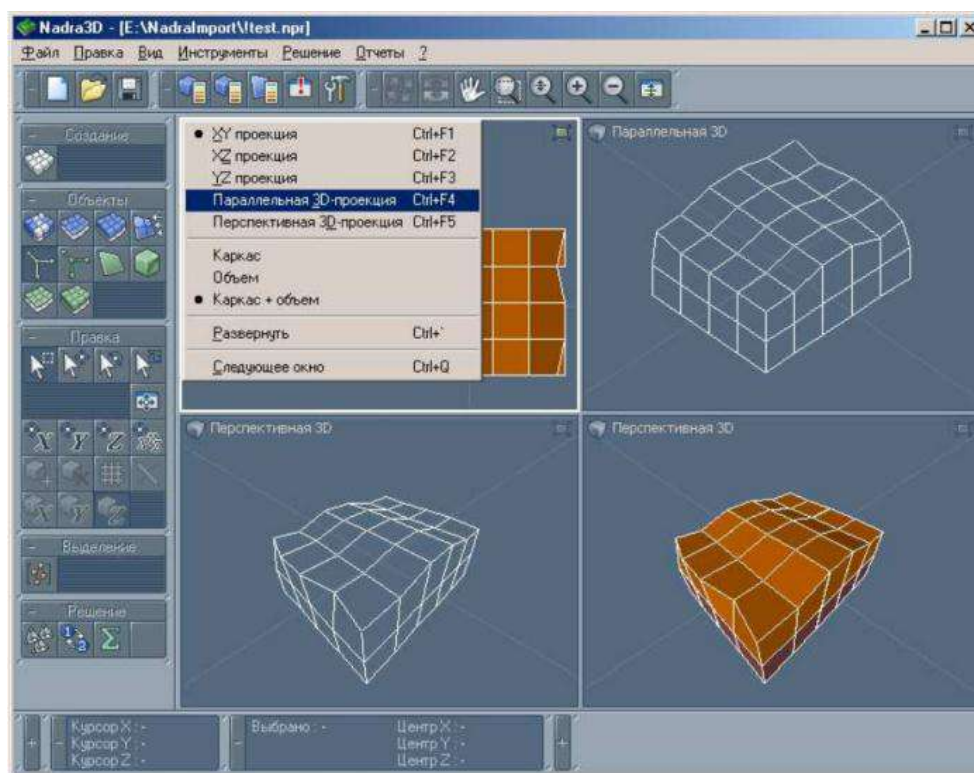 Nadra3D - [E:\NadraImport\!test.npr]
Файл Правка Вид Инструменты Решение Отчеты ?
Создание
Объекты
Правка
X Y Z XYZ
X Y Z
Выделение
Решение
1 2 Σ
XY проекция Ctrl+F1
XZ проекция Ctrl+F2
YZ проекция Ctrl+F3
Параллельная 3D-проекция Ctrl+F4
Перспективная 3D-проекция Ctrl+F5
Каркас
Объем
Каркас + объем
Развернуть Ctrl+`
Следующее окно Ctrl+Q
Параллельная 3D
Перспективная 3D
Перспективная 3D
Курсор X : -
Курсор Y : -
Курсор Z : -
Выбрано : -
Центр X : -
Центр Y : -
Центр Z : -